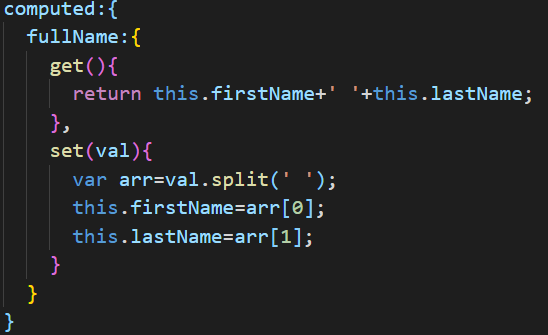 computed:{
  fullName:{
    get(){
      return this.firstName+' '+this.lastName;
    },
    set(val){
      var arr=val.split(' ');
      this.firstName=arr[0];
      this.lastName=arr[1];
    }
  }
}